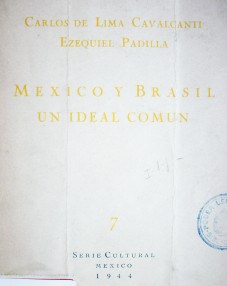 CARLOS DE LIMA CAVALCANTI
EZEQUIEL PADILLA
MEXICO Y BRASIL
UN IDEAL COMUN
7
SERIE CULTURAL
MEXICO
1944